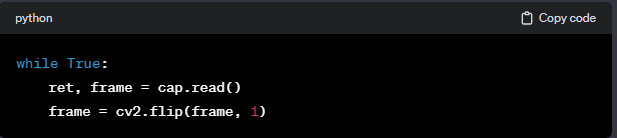 python Copy code
while True:
    ret, frame = cap.read()
    frame = cv2.flip(frame, 1)